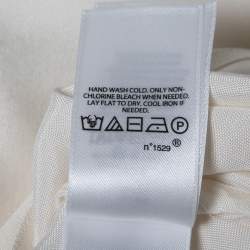 HAND WASH COLD. ONLY NON-
CHLORINE BLEACH WHEN NEEDED.
LAY FLAT TO DRY. COOL IRON IF
NEEDED.
P
n°1529 ®